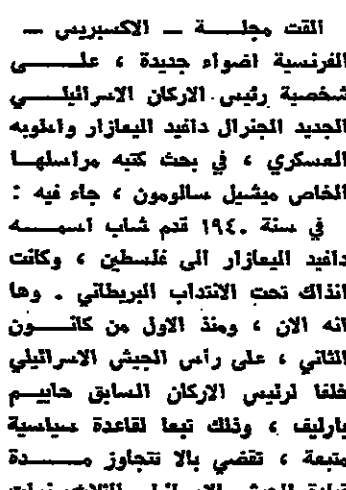 القت مجلة ــ الاكسبريس ــ
الفرنسية اضواء جديدة ، على
شخصية رئيس الاركان الاسرائيلي
الجديد الجنرال دافيد اليعازار واسلوبه
العسكري ، في بحث كتبه مراسلها
الخاص ميشيل سالومون ، جاء فيه :
في سنة ١٩٤٠ قدم شاب اسمه
دافيد اليعازار الى فلسطين ، وكانت
انذاك تحت الانتداب البريطاني . وها
انه الان ، ومنذ الاول من كانون
الثاني ، على رأس الجيش الاسرائيلي
خلفا لرئيس الاركان السابق حاييم
بارليف ، وذلك تبعا لقاعدة سياسية
متبعة ، تقضي بالا تتجاوز مدة